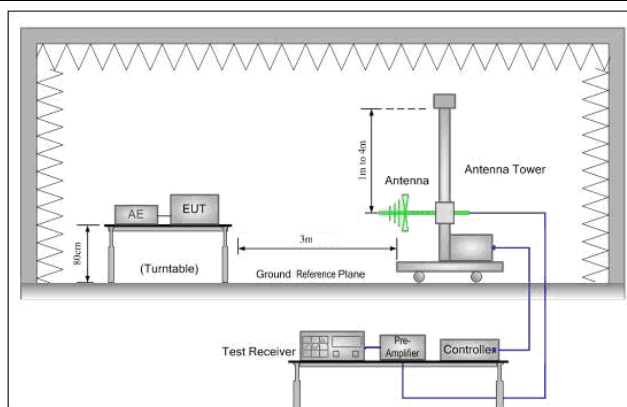 1m to 4m
Antenna
Antenna Tower
AE
EUT
80cm
(Turntable)
3m
Ground Reference Plane
Test Receiver
Pre-
Amplifier
Controller